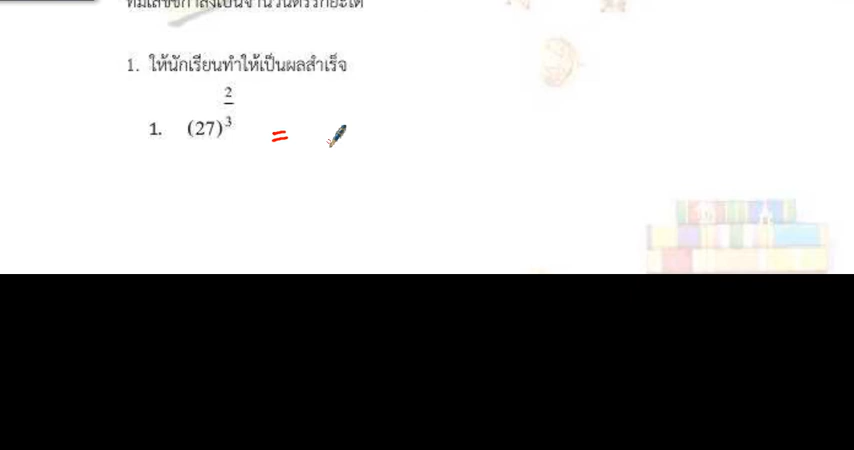 1. ให้นักเรียนทำให้เป็นผลสำเร็จ
1. (27)^(2/3) =